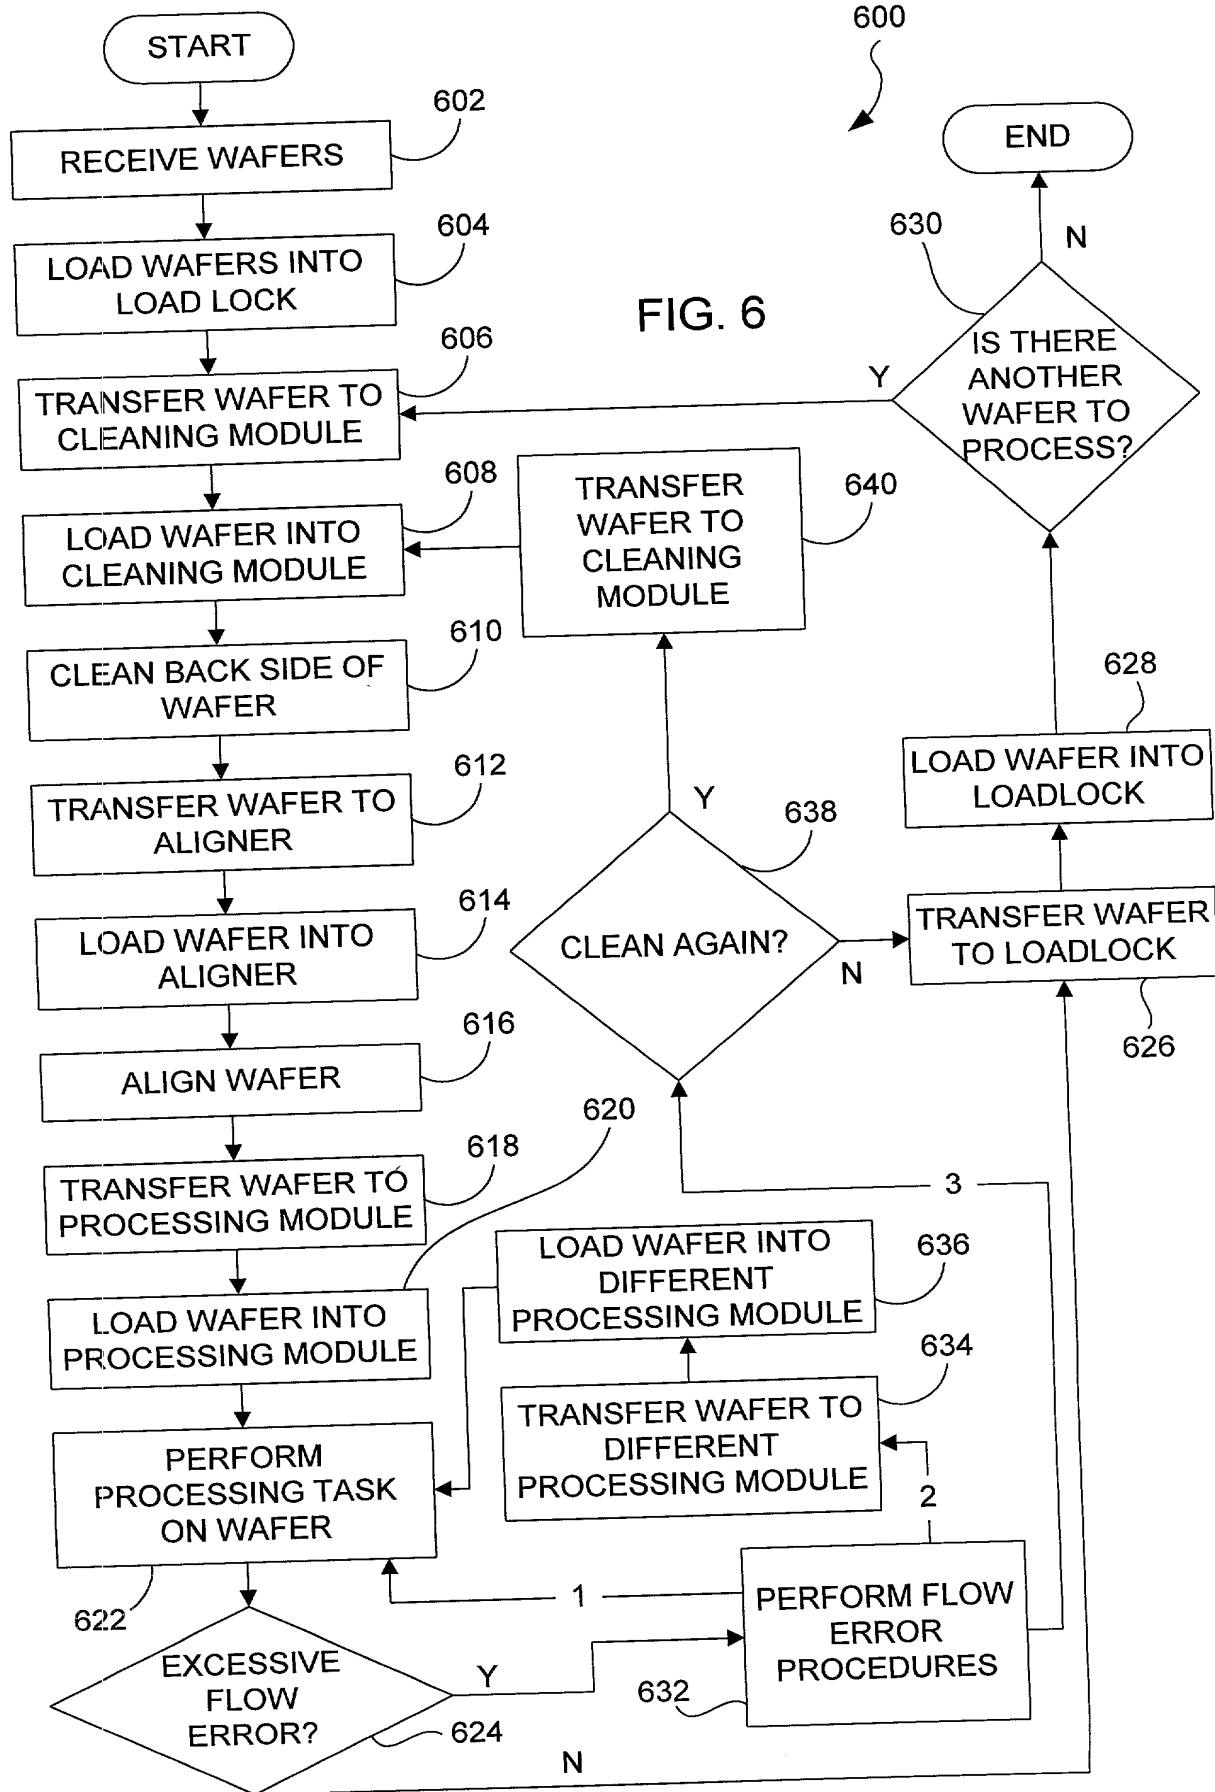 START
602
RECEIVE WAFERS
604
LOAD WAFERS INTO
LOAD LOCK
606
TRANSFER WAFER TO
CLEANING MODULE
608
LOAD WAFER INTO
CLEANING MODULE
610
CLEAN BACK SIDE OF
WAFER
612
TRANSFER WAFER TO
ALIGNER
614
LOAD WAFER INTO
ALIGNER
616
ALIGN WAFER
618
TRANSFER WAFER TO
PROCESSING MODULE
620
LOAD WAFER INTO
PROCESSING MODULE
PERFORM
PROCESSING TASK
ON WAFER
622
EXCESSIVE
FLOW
ERROR?
624
Y
N
600
FIG. 6
END
N
630
IS THERE
ANOTHER
WAFER TO
PROCESS?
Y
TRANSFER
WAFER TO
CLEANING
MODULE
640
628
LOAD WAFER INTO
LOADLOCK
Y
638
CLEAN AGAIN?
N
TRANSFER WAFER
TO LOADLOCK
626
3
LOAD WAFER INTO
DIFFERENT
PROCESSING MODULE
636
634
TRANSFER WAFER TO
DIFFERENT
PROCESSING MODULE
2
1
PERFORM FLOW
ERROR
PROCEDURES
632